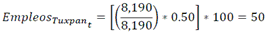 Empleos_{Tuxpan_t} = [(8,190/8,190) * 0.50] * 100 = 50